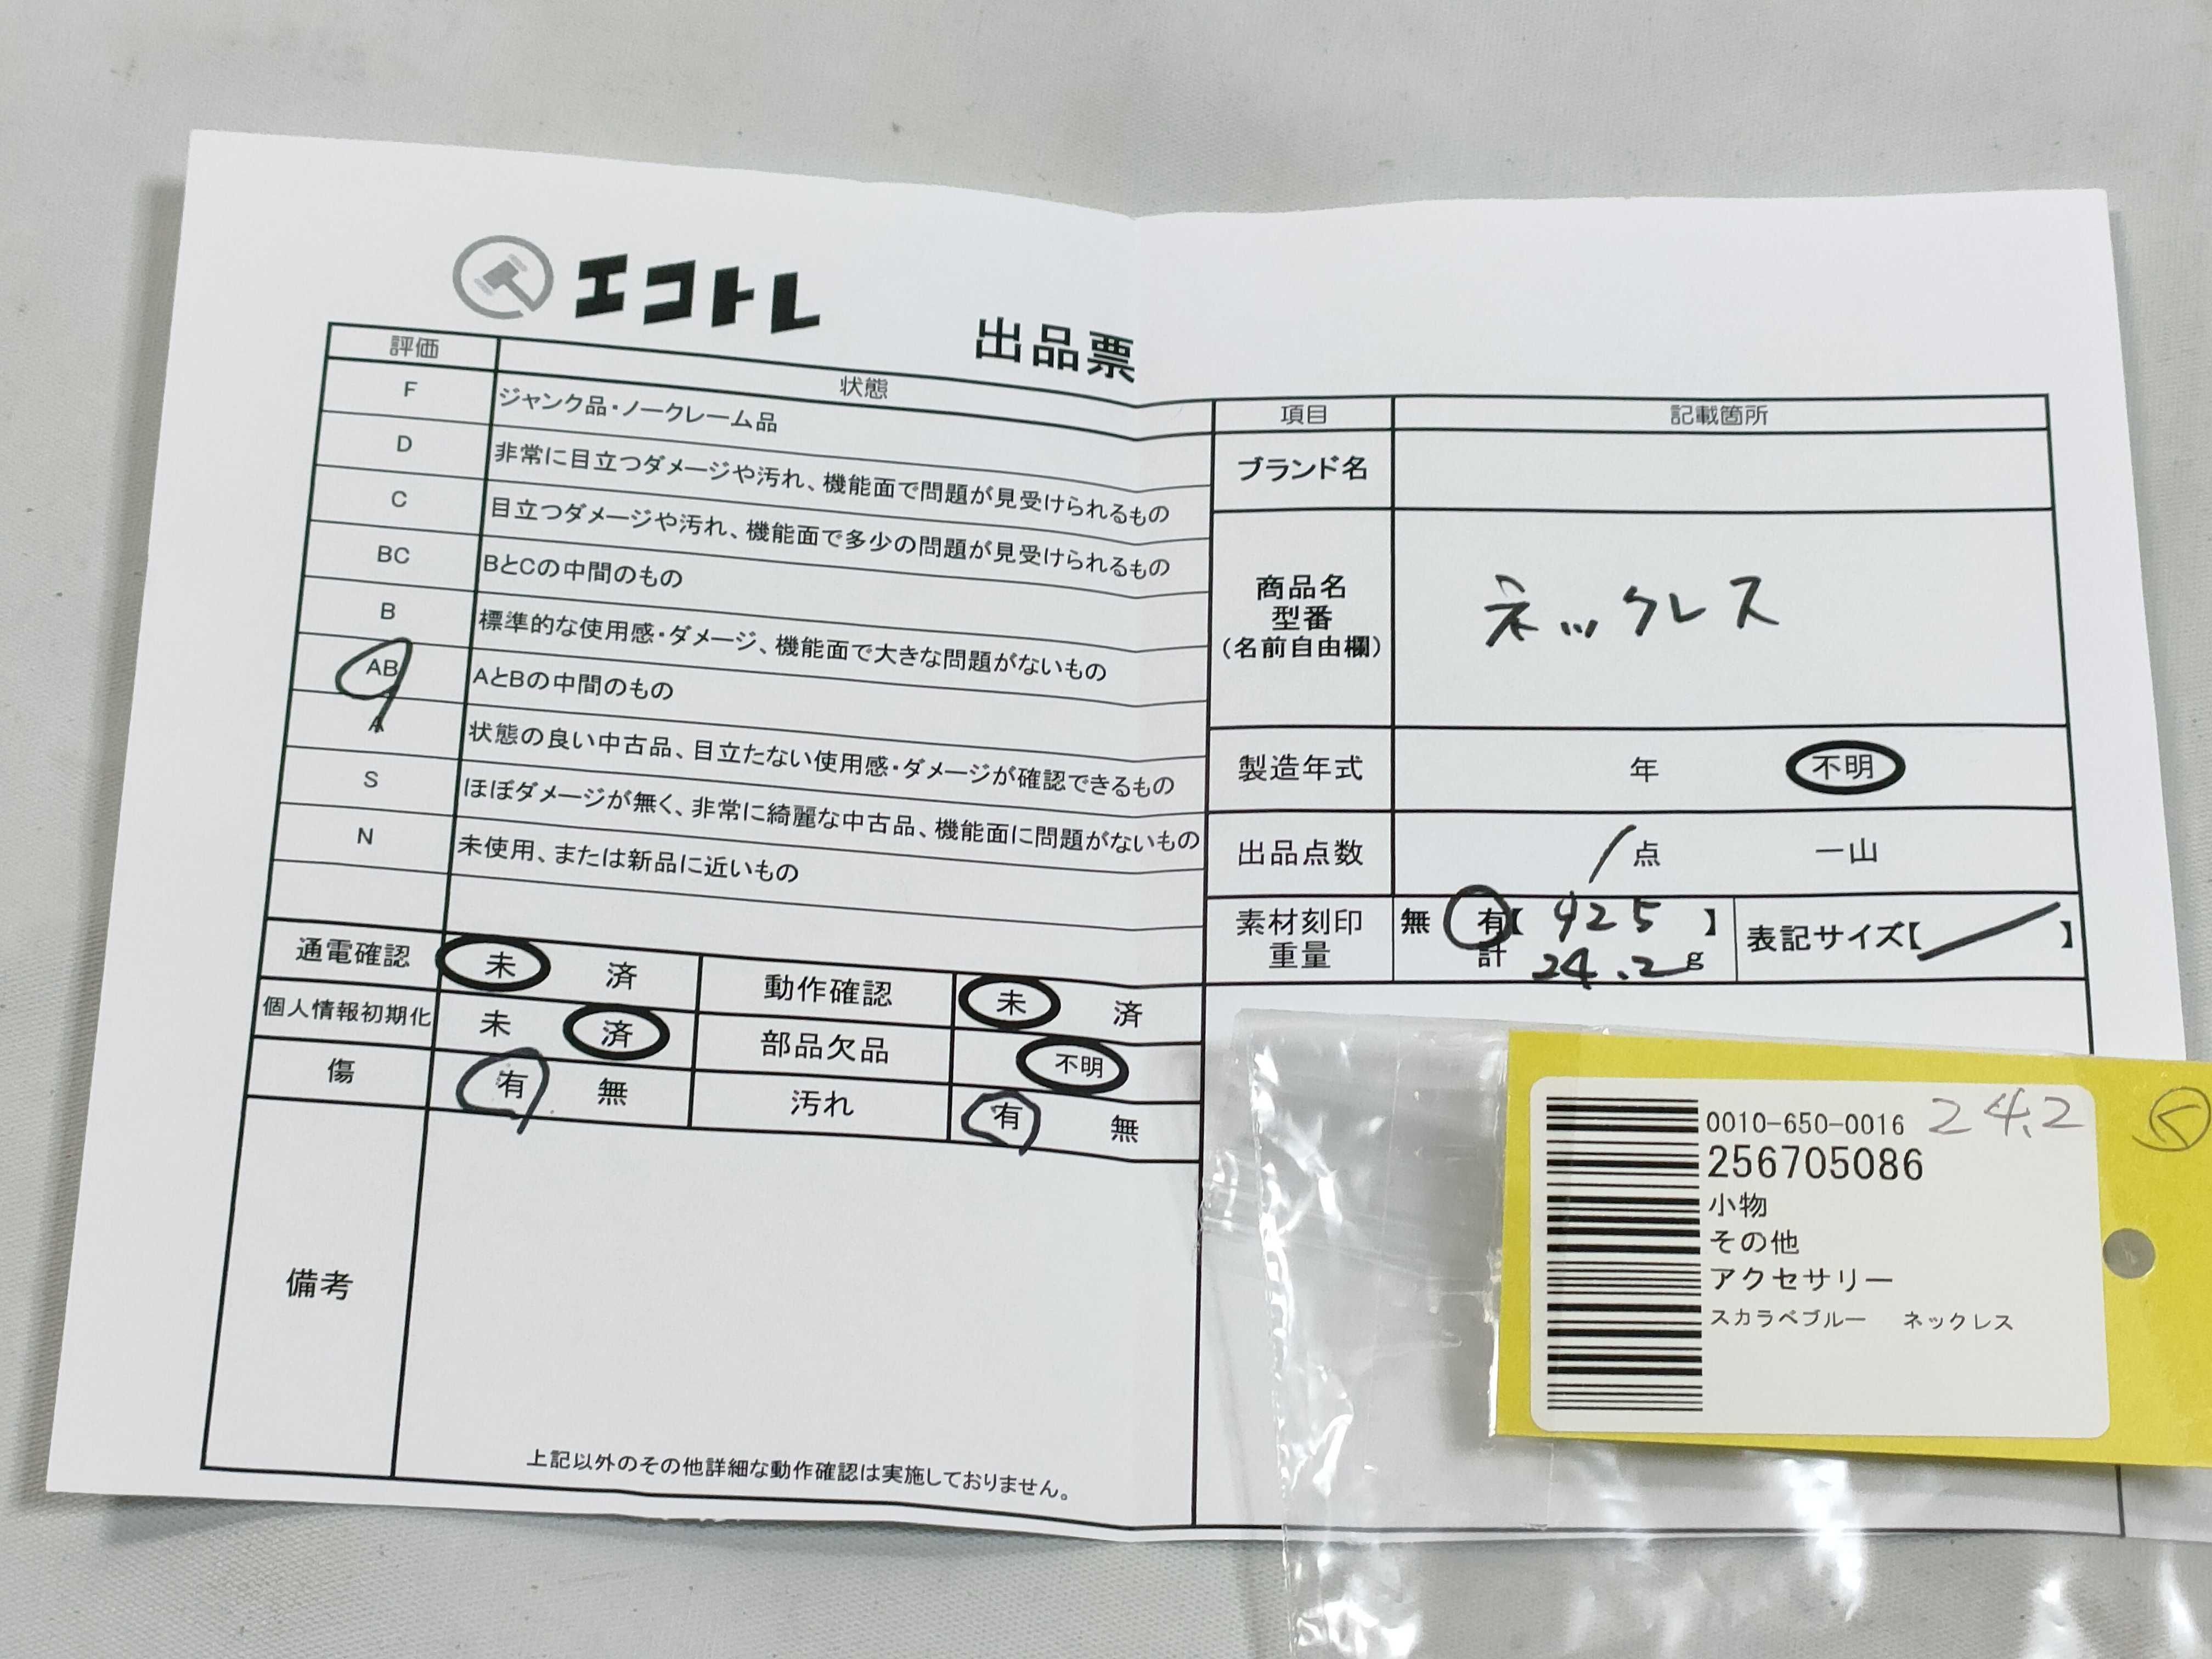 エコトレ
出品票
評価 状態
F ジャンク品・ノークレーム品
D 非常に目立つダメージや汚れ、機能面で問題が見受けられるもの
C 目立つダメージや汚れ、機能面で多少の問題が見受けられるもの
BC BとCの中間のもの
B 標準的な使用感・ダメージ、機能面で大きな問題がないもの
AB AとBの中間のもの
A 状態の良い中古品、目立たない使用感・ダメージが確認できるもの
S ほぼダメージが無く、非常に綺麗な中古品、機能面に問題がないもの
N 未使用、または新品に近いもの
通電確認 未 済 動作確認 未 済
個人情報初期化 未 済 部品欠品 不明
傷 有 無 汚れ 有 無
備考
上記以外のその他詳細な動作確認は実施しておりません。
項目 記載箇所
ブランド名
商品名
型番
(名前自由欄)
ネックレス
製造年式 年 不明
出品点数 1点 一山
素材刻印 無 有【 925 】
重量 計 24.2g
表記サイズ【 / 】
0010-650-0016 24.2
256705086
小物
その他
アクセサリー
スカラベブルー ネックレス